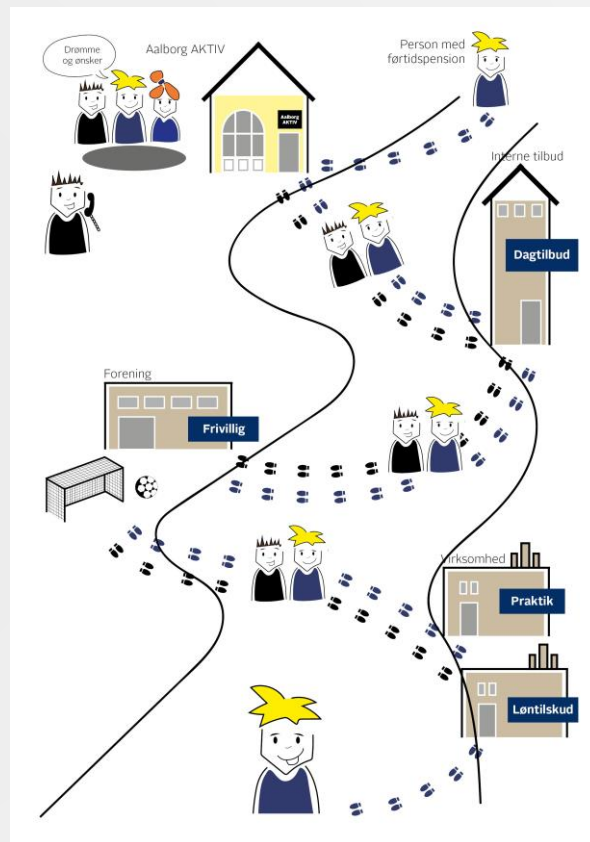 Drømme
og ønsker
Aalborg AKTIV
Person med
førtidspension
Aalborg
AKTIV
Interne tilbud
Dagtilbud
Forening
Frivillig
Virksomhed
Praktik
Løntilskud